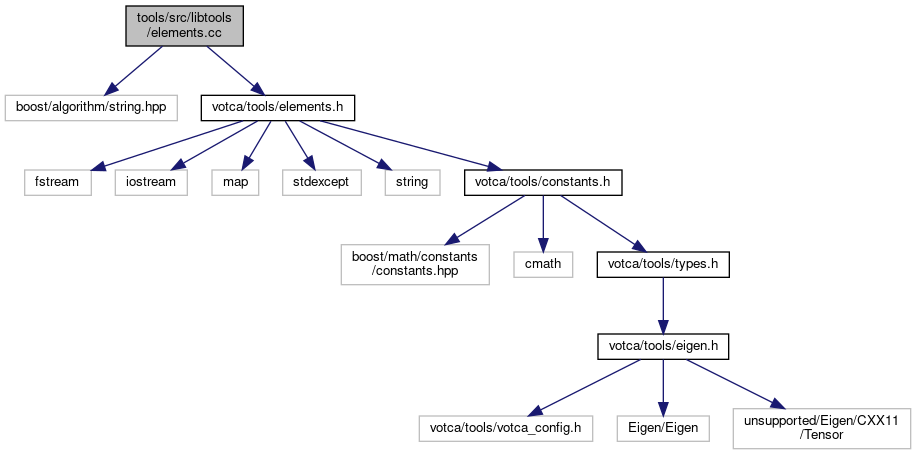 tools/src/libtools
/elements.cc
boost/algorithm/string.hpp
votca/tools/elements.h
fstream
iostream
map
stdexcept
string
votca/tools/constants.h
boost/math/constants
/constants.hpp
cmath
votca/tools/types.h
votca/tools/eigen.h
votca/tools/votca_config.h
Eigen/Eigen
unsupported/Eigen/CXX11
/Tensor